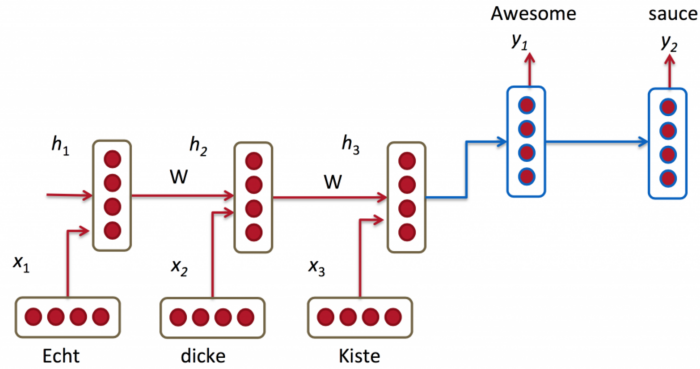 Awesome sauce
y1 y2
h1 h2 h3
W W
x1 x2 x3
Echt dicke Kiste